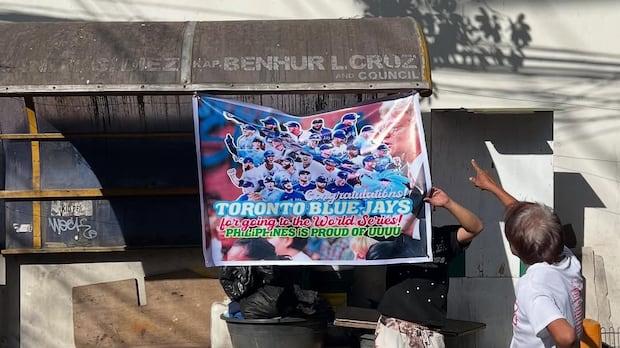 KAP. BENHUR L. CRUZ
AND COUNCIL
Congratulations!
TORONTO BLUE-JAYS
for going to the World Series!
PHILIPPINES IS PROUD OF UUUU